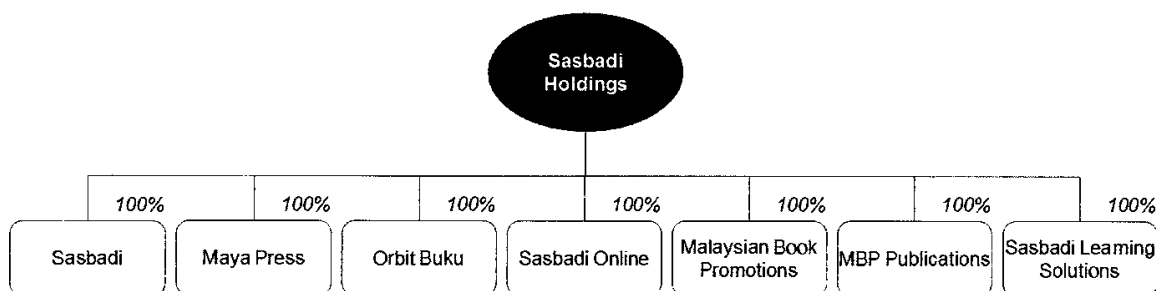 Sasbadi
Holdings
100% 100% 100% 100% 100% 100% 100%
Sasbadi
Maya Press
Orbit Buku
Sasbadi Online
Malaysian Book
Promotions
MBP Publications
Sasbadi Learning
Solutions